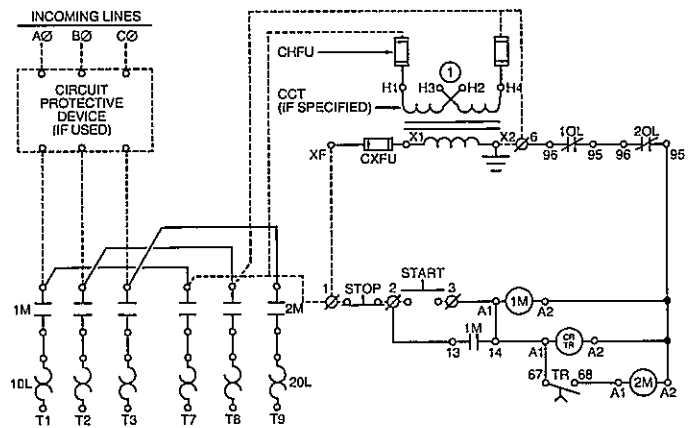 INCOMING LINES
AØ BØ CØ
CIRCUIT
PROTECTIVE
DEVICE
(IF USED)
CHFU
1
H1 H3 H2 H4
CCT
(IF SPECIFIED)
X1 X2 6 1OL 2OL
XF CXFU 96 95 96 95
1 STOP 2 START 3
1M 2M A1 1M A2
1M
13 14 A1 CR TR A2
67 TR 68 A1 2M A2
1OL 2OL
T1 T2 T3 T7 T8 T9